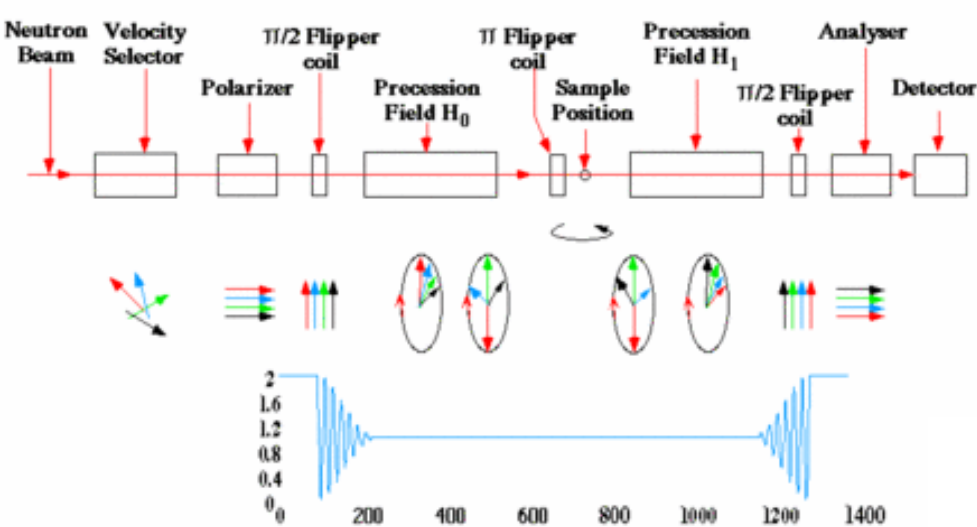 Neutron
Beam
Velocity
Selector
Polarizer
π/2 Flipper
coil
Precession
Field H₀
π Flipper
coil
Sample
Position
Precession
Field H₁
π/2 Flipper
coil
Analyser
Detector
2
1.6
1.2
0.8
0.4
0
0 200 400 600 800 1000 1200 1400